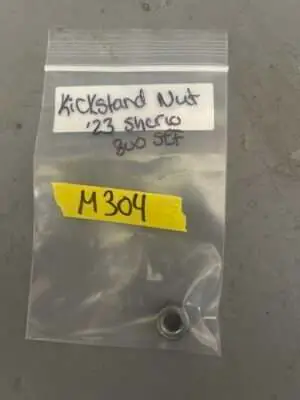 Kickstand Nut
'23 Sherco
300 SEF
M304